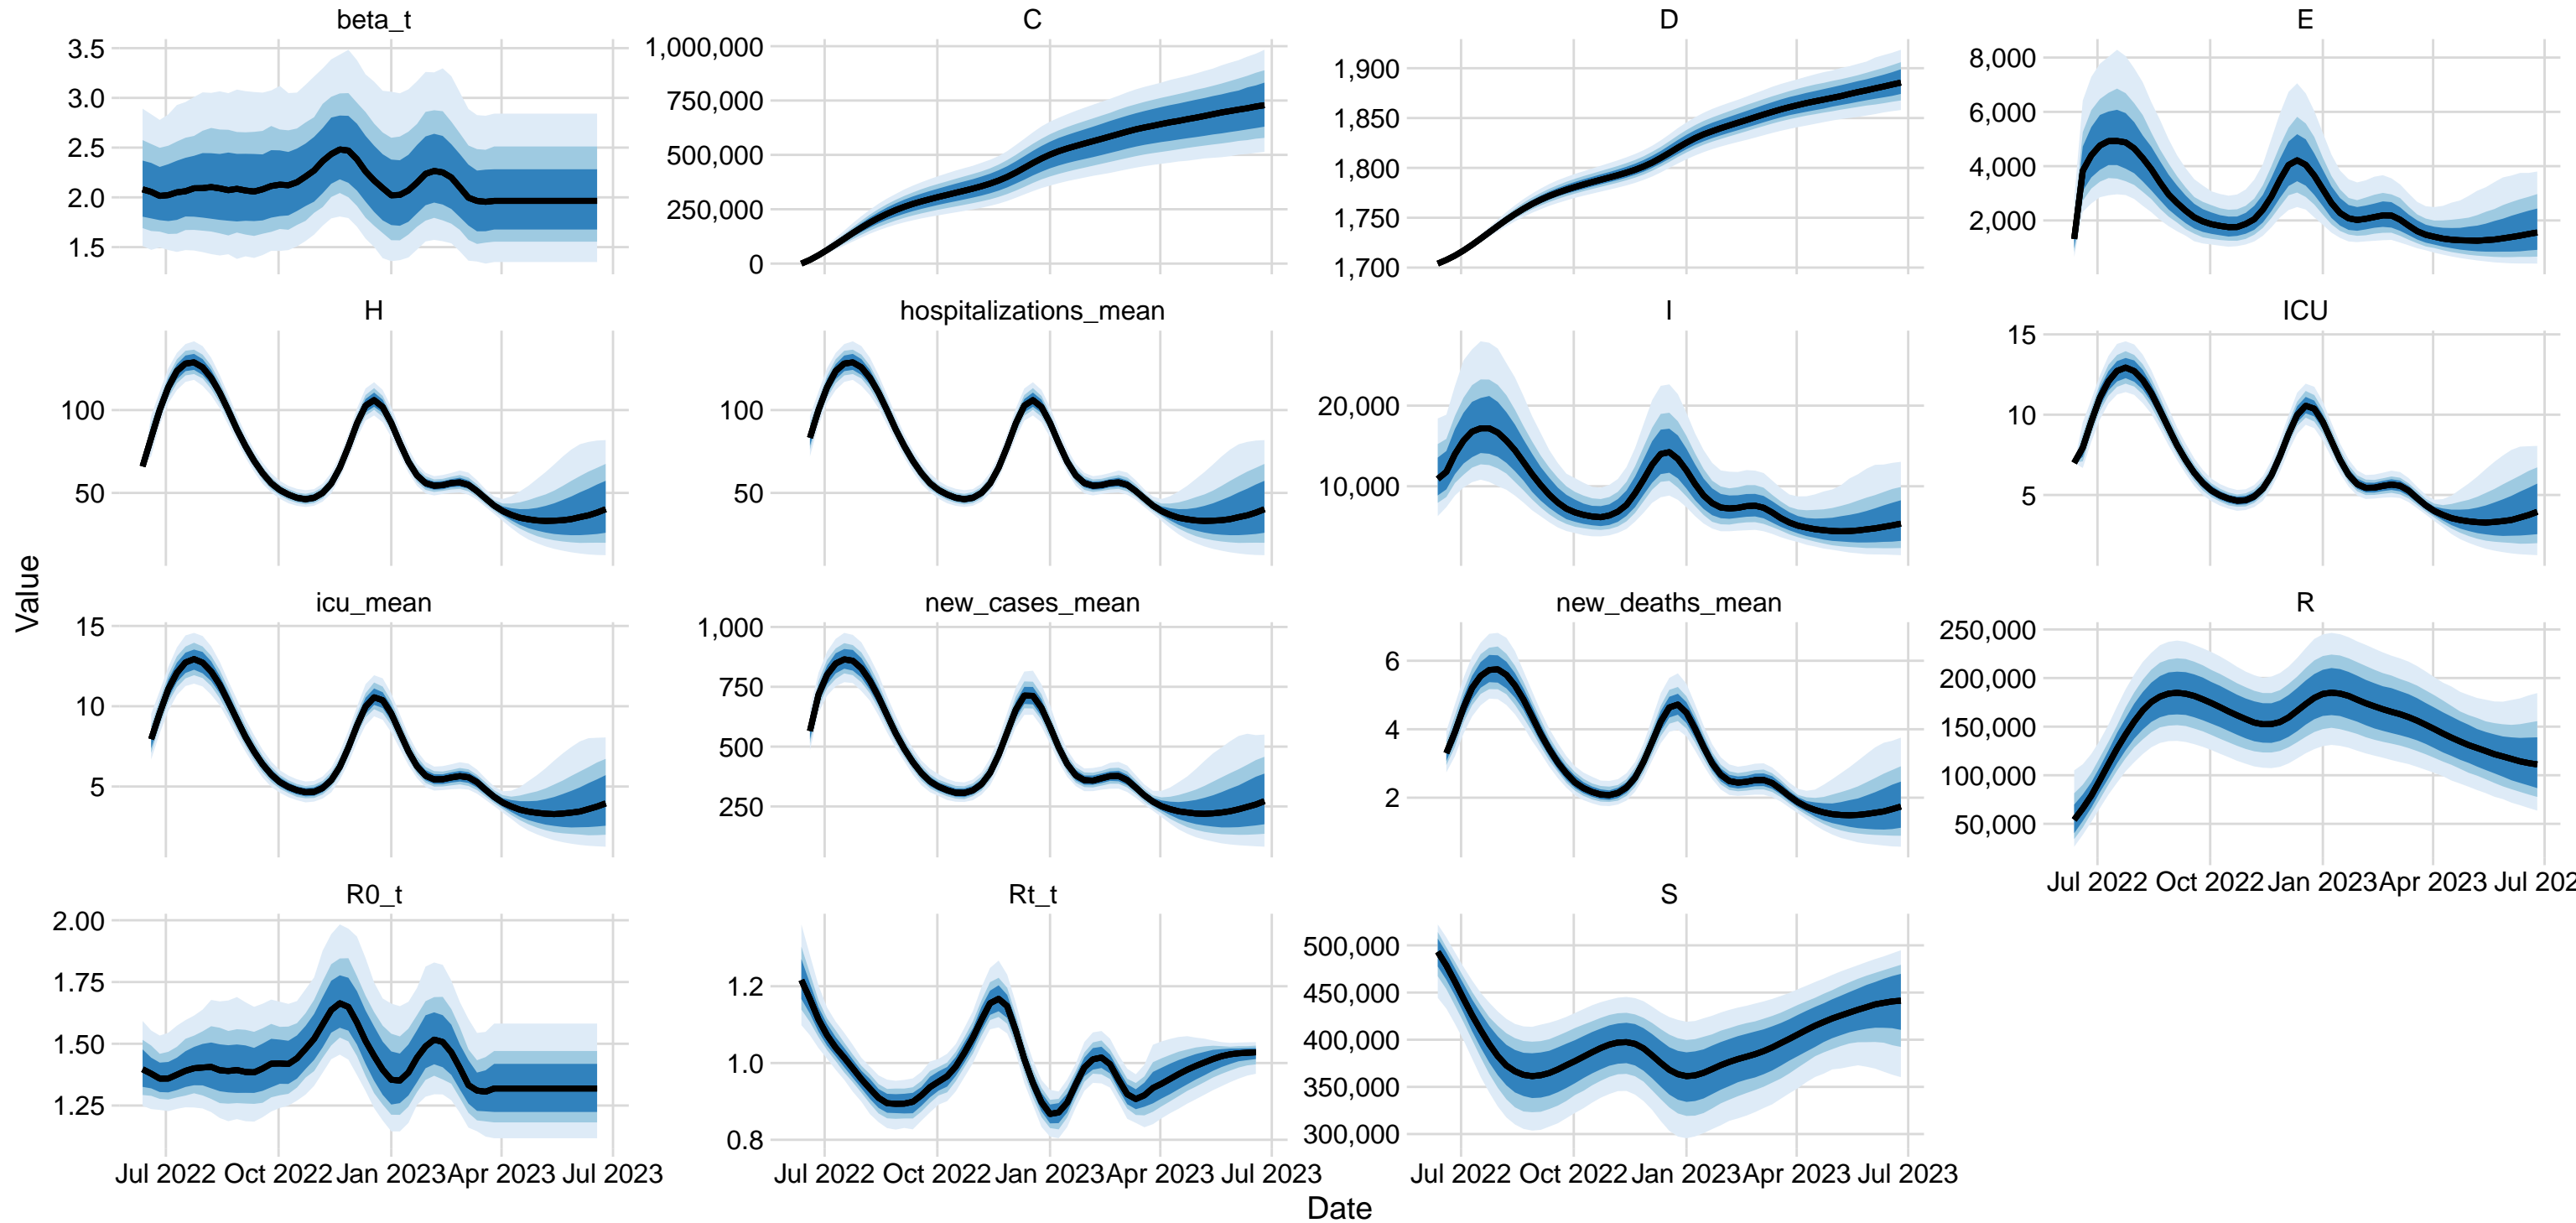 beta_t
C
D
E
3.5
3.0
2.5
2.0
1.5
1,000,000
750,000
500,000
250,000
0
1,900
1,850
1,800
1,750
1,700
8,000
6,000
4,000
2,000
H
hospitalizations_mean
I
ICU
100
50
100
50
20,000
10,000
15
10
5
Value
icu_mean
new_cases_mean
new_deaths_mean
R
15
10
5
1,000
750
500
250
6
4
2
250,000
200,000
150,000
100,000
50,000
Jul 2022 Oct 2022 Jan 2023 Apr 2023 Jul 202
R0_t
Rt_t
S
2.00
1.75
1.50
1.25
1.2
1.0
0.8
500,000
450,000
400,000
350,000
300,000
Jul 2022 Oct 2022 Jan 2023 Apr 2023 Jul 2023
Jul 2022 Oct 2022 Jan 2023 Apr 2023 Jul 2023
Jul 2022 Oct 2022 Jan 2023 Apr 2023 Jul 2023
Date